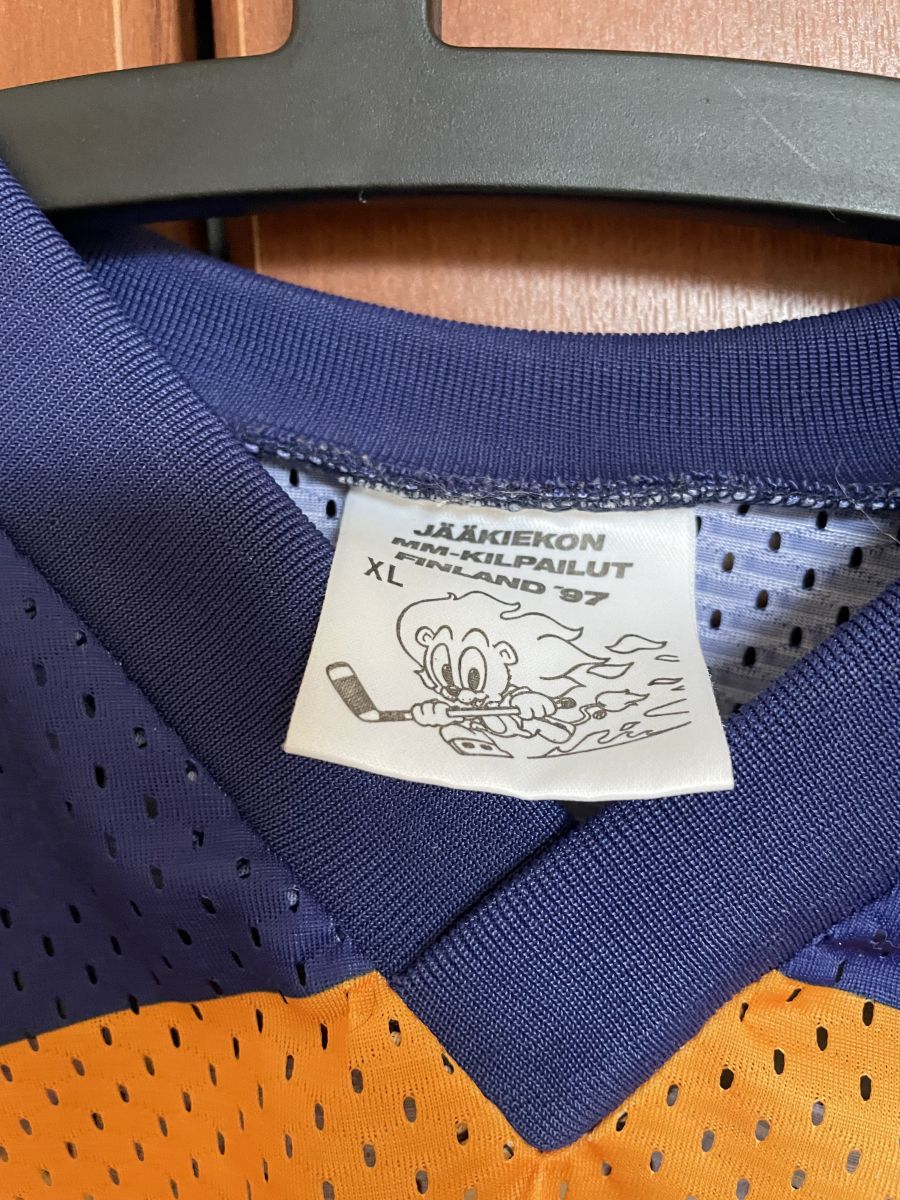 JÄÄKIEKON
MM-KILPAILUT
FINLAND '97
XL